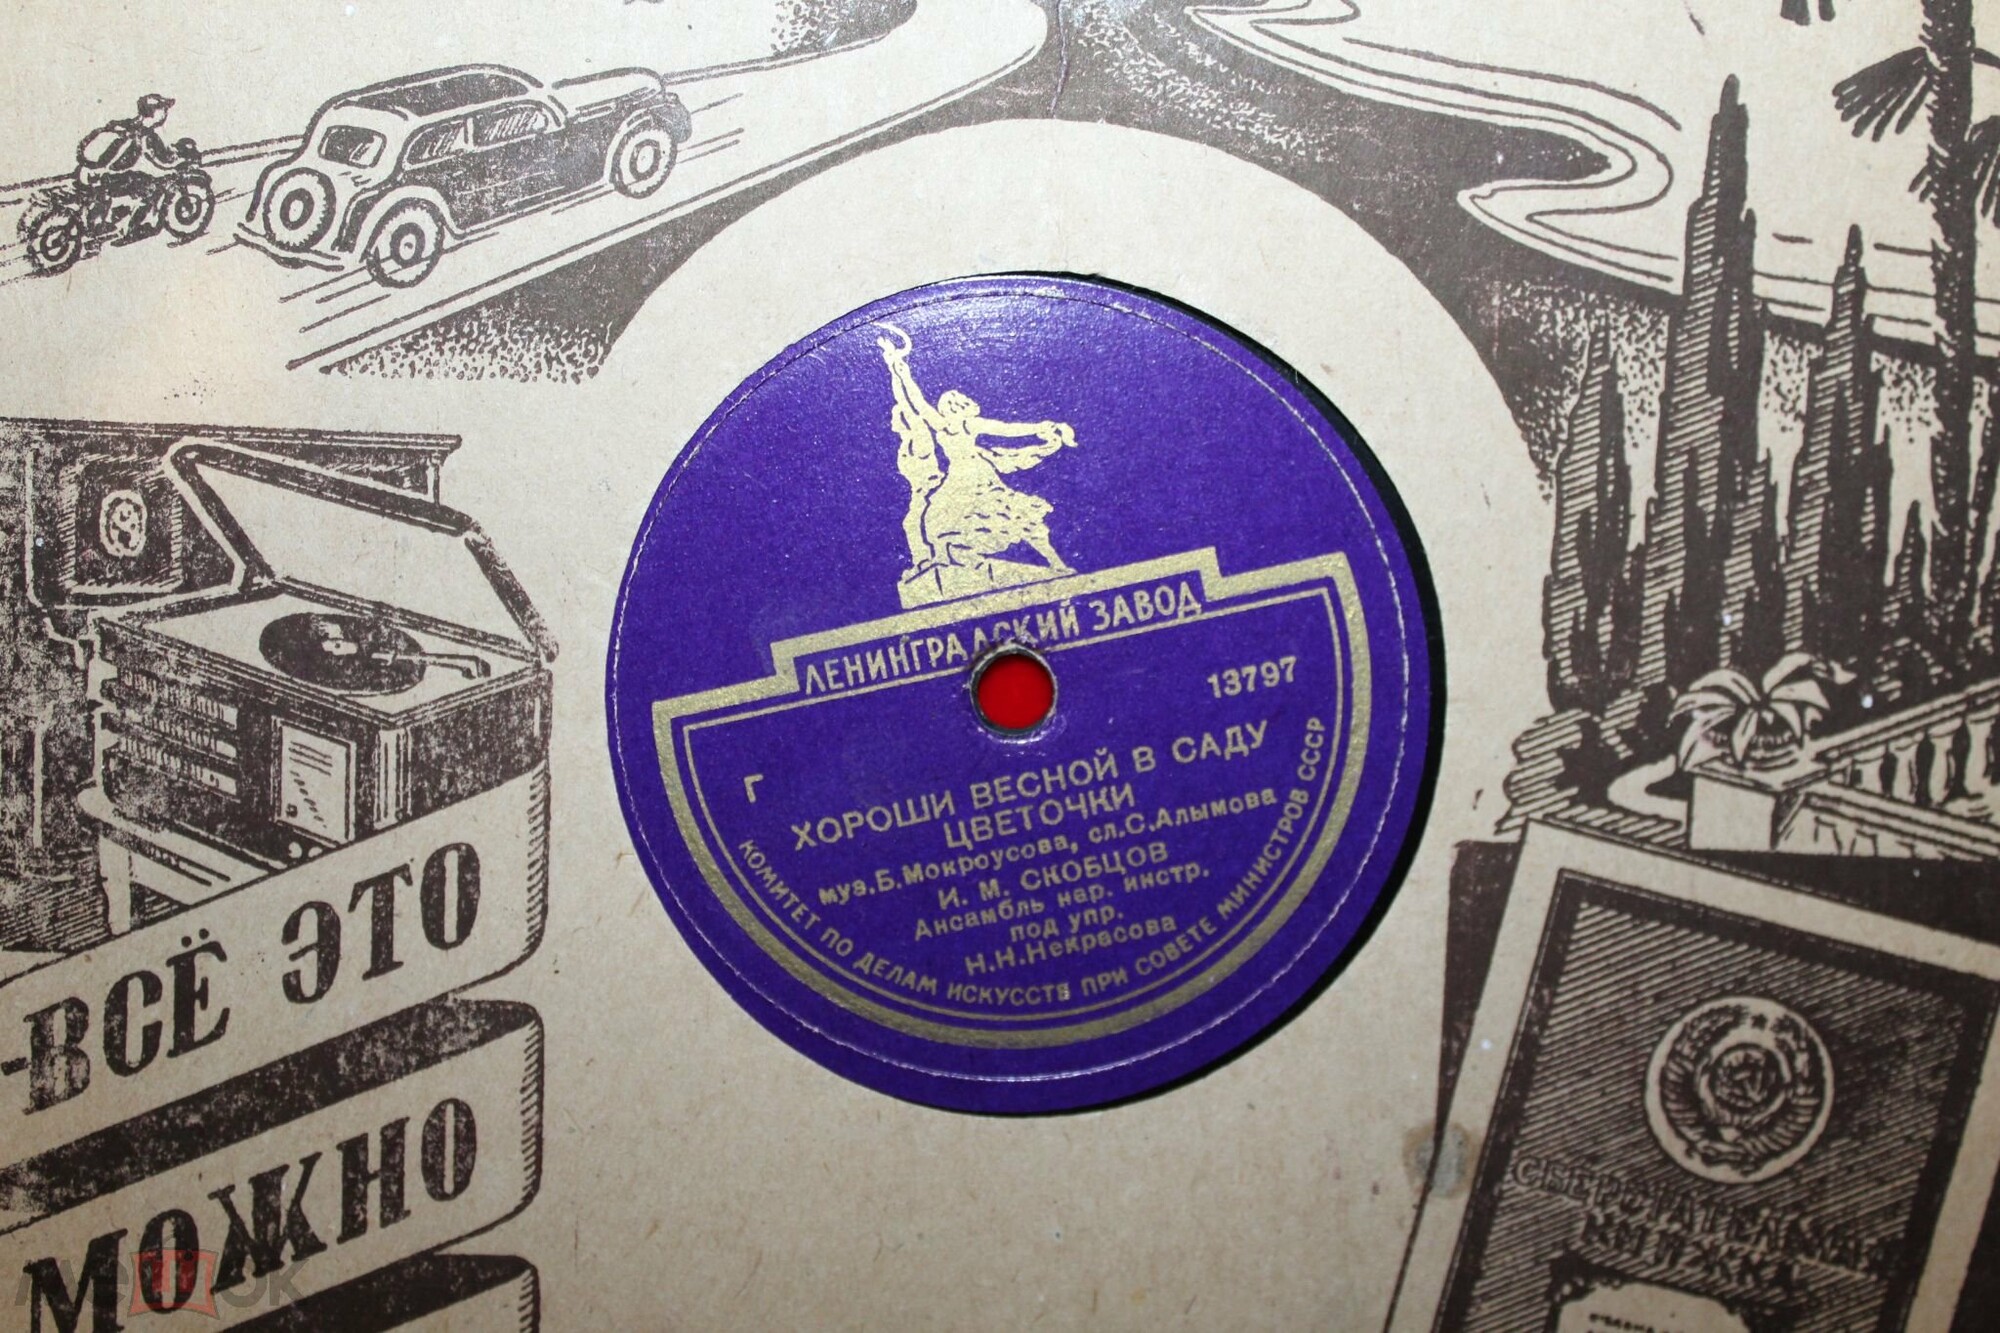 ЛЕНИНГРАДСКИЙ ЗАВОД
13797
Г
ХОРОШИ ВЕСНОЙ В САДУ
ЦВЕТОЧКИ
муз.Б.Мокроусова, сл.С.Алымова
И. М. СКОБЦОВ
Ансамбль нар. инстр.
под упр.
Н.Н.Некрасова
КОМИТЕТ ПО ДЕЛАМ ИСКУССТВ ПРИ СОВЕТЕ МИНИСТРОВ СССР
-ВСЁ ЭТО
МОЖНО
СБЕРЕГАТЕЛЬНАЯ
КНИЖКА
мешок